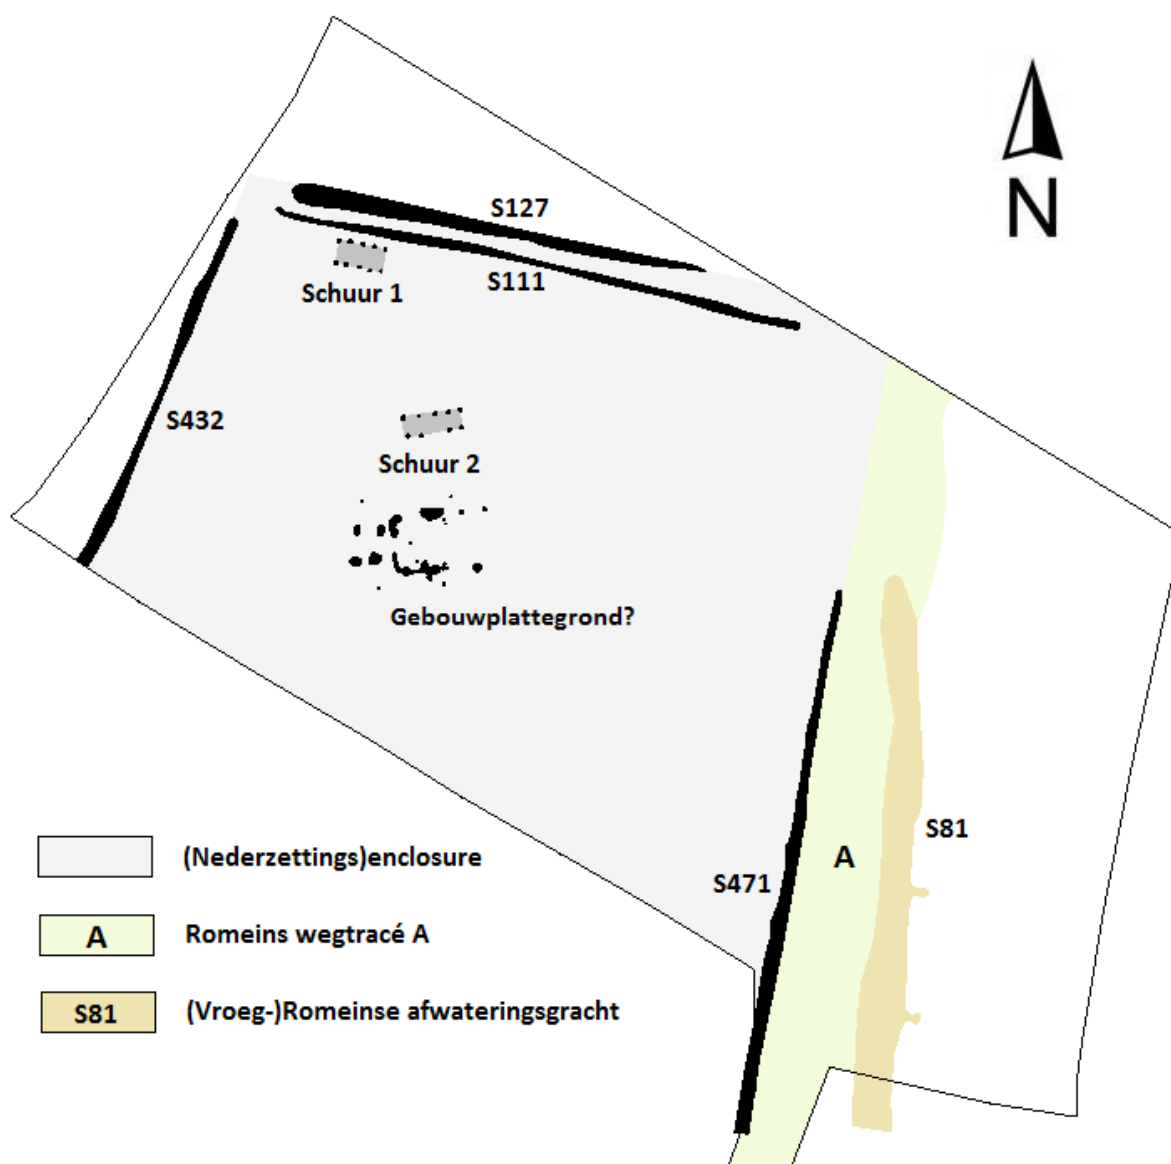 N
S127
S111
Schuur 1
S432
Schuur 2
Gebouwplattegrond?
S81
A
S471
(Nederzettings)enclosure
A Romeins wegtracé A
S81 (Vroeg-)Romeinse afwateringsgracht